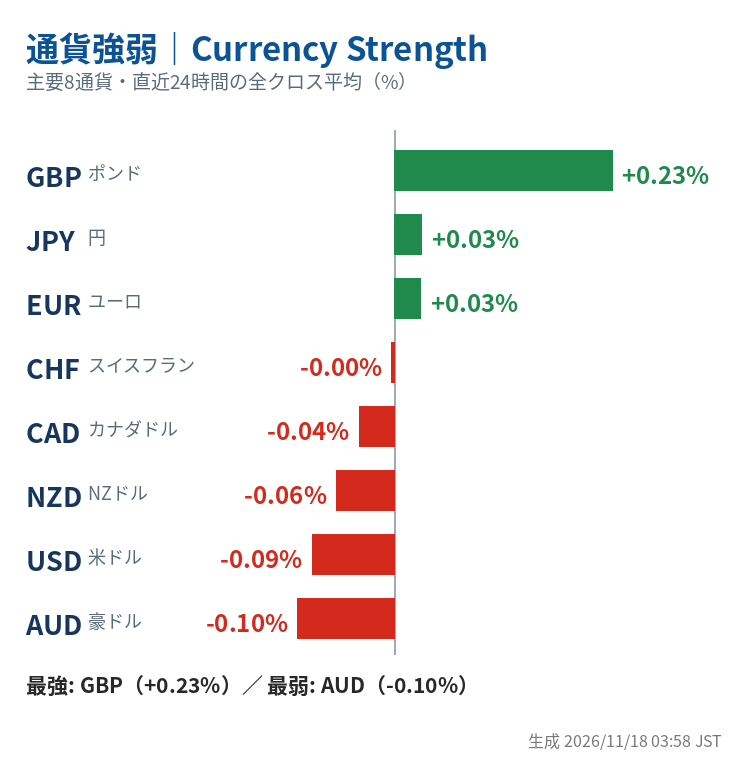 通貨強弱｜Currency Strength
主要8通貨・直近24時間の全クロス平均（%）
GBP ポンド +0.23%
JPY 円 +0.03%
EUR ユーロ +0.03%
CHF スイスフラン -0.00%
CAD カナダドル -0.04%
NZD NZドル -0.06%
USD 米ドル -0.09%
AUD 豪ドル -0.10%
最強: GBP（+0.23%）／ 最弱: AUD（-0.10%）
生成 2026/11/18 03:58 JST